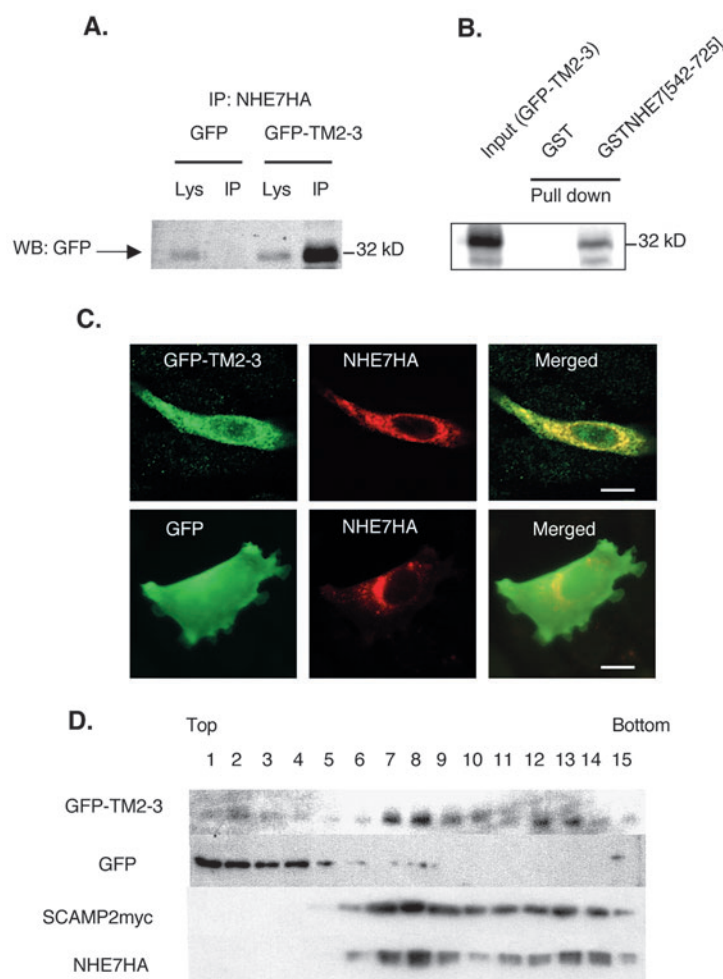 A.
IP: NHE7HA
GFP GFP-TM2-3
Lys IP Lys IP
WB: GFP
32 kD
B.
Input (GFP-TM2-3)
GST
GSTNHE7[542-725]
Pull down
32 kD
C.
GFP-TM2-3 NHE7HA Merged
GFP NHE7HA Merged
D.
Top Bottom
1 2 3 4 5 6 7 8 9 10 11 12 13 14 15
GFP-TM2-3
GFP
SCAMP2myc
NHE7HA